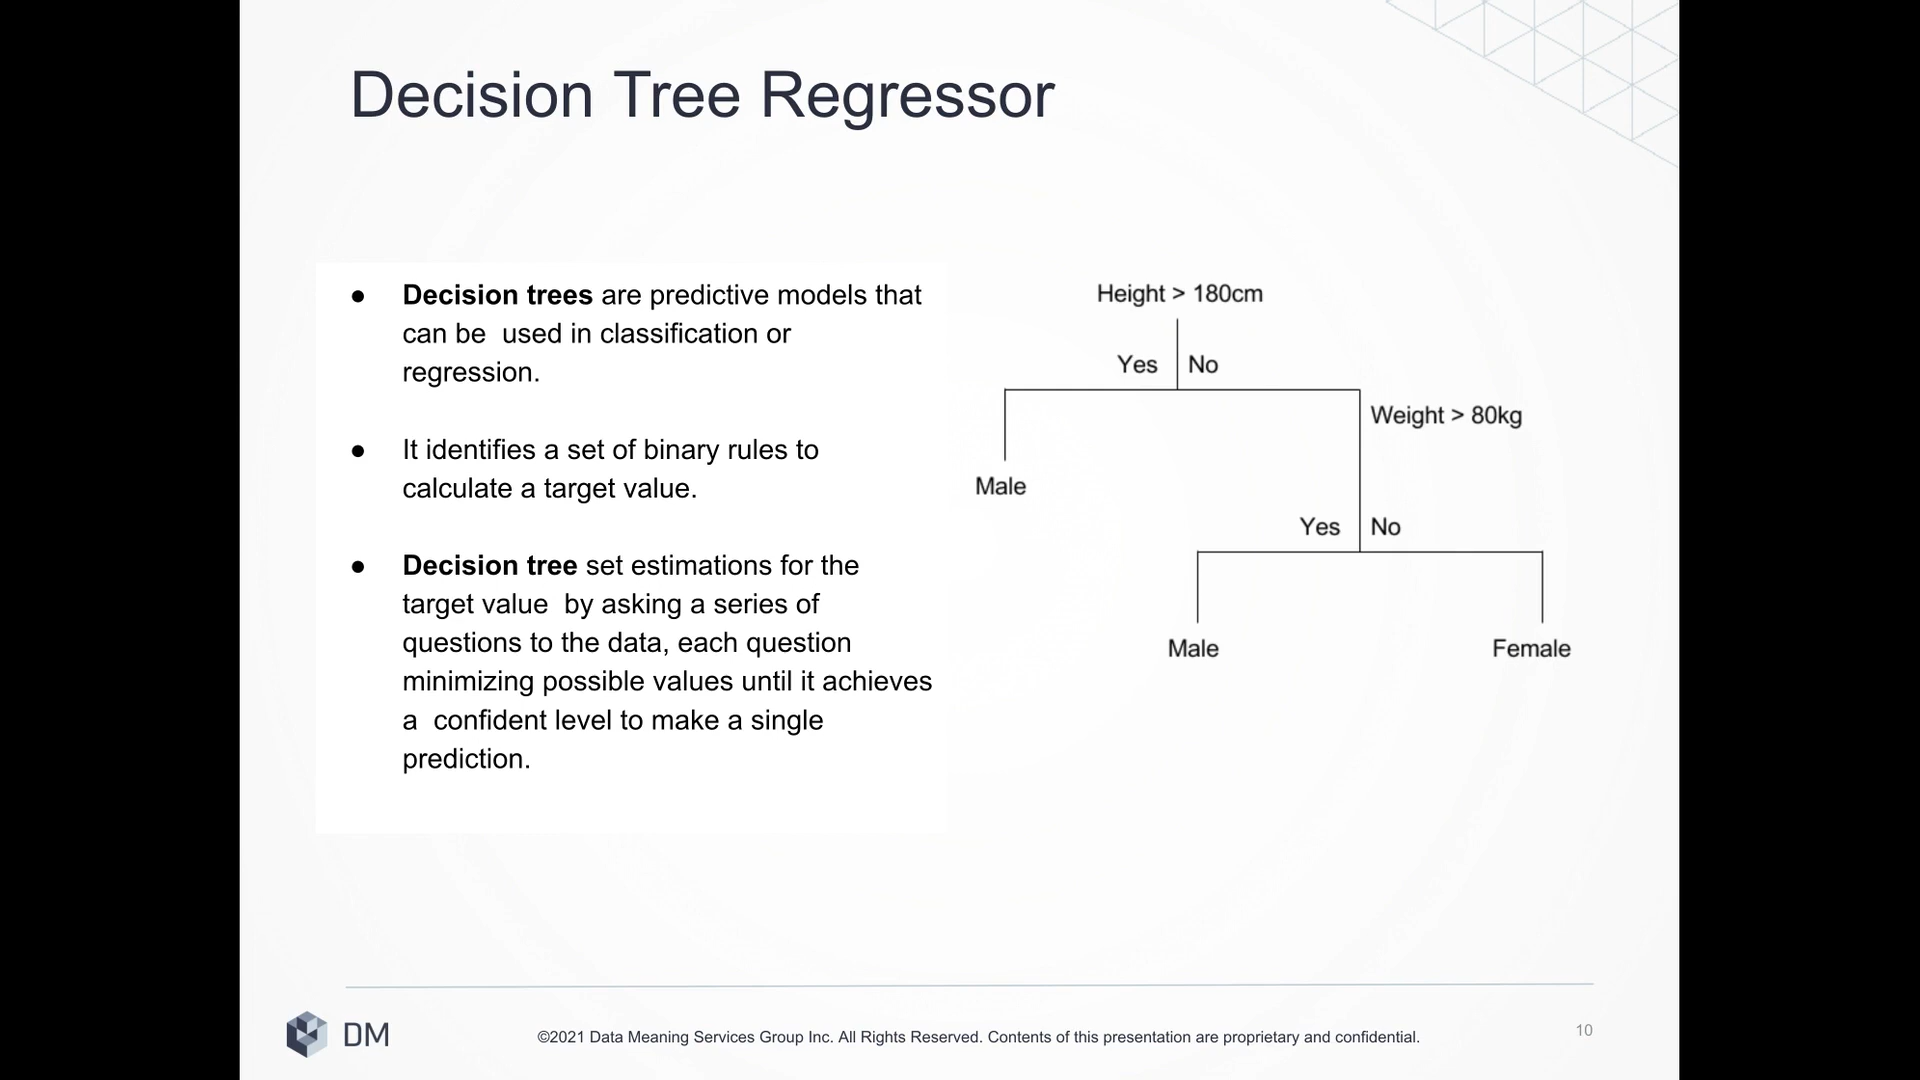 Decision Tree Regressor
● Decision trees are predictive models that
can be  used in classification or
regression.
● It identifies a set of binary rules to
calculate a target value.
● Decision tree set estimations for the
target value  by asking a series of
questions to the data, each question
minimizing possible values until it achieves
a  confident level to make a single
prediction.
Height > 180cm
Yes No
Weight > 80kg
Male
Yes No
Male Female
DM
©2021 Data Meaning Services Group Inc. All Rights Reserved. Contents of this presentation are proprietary and confidential.
10